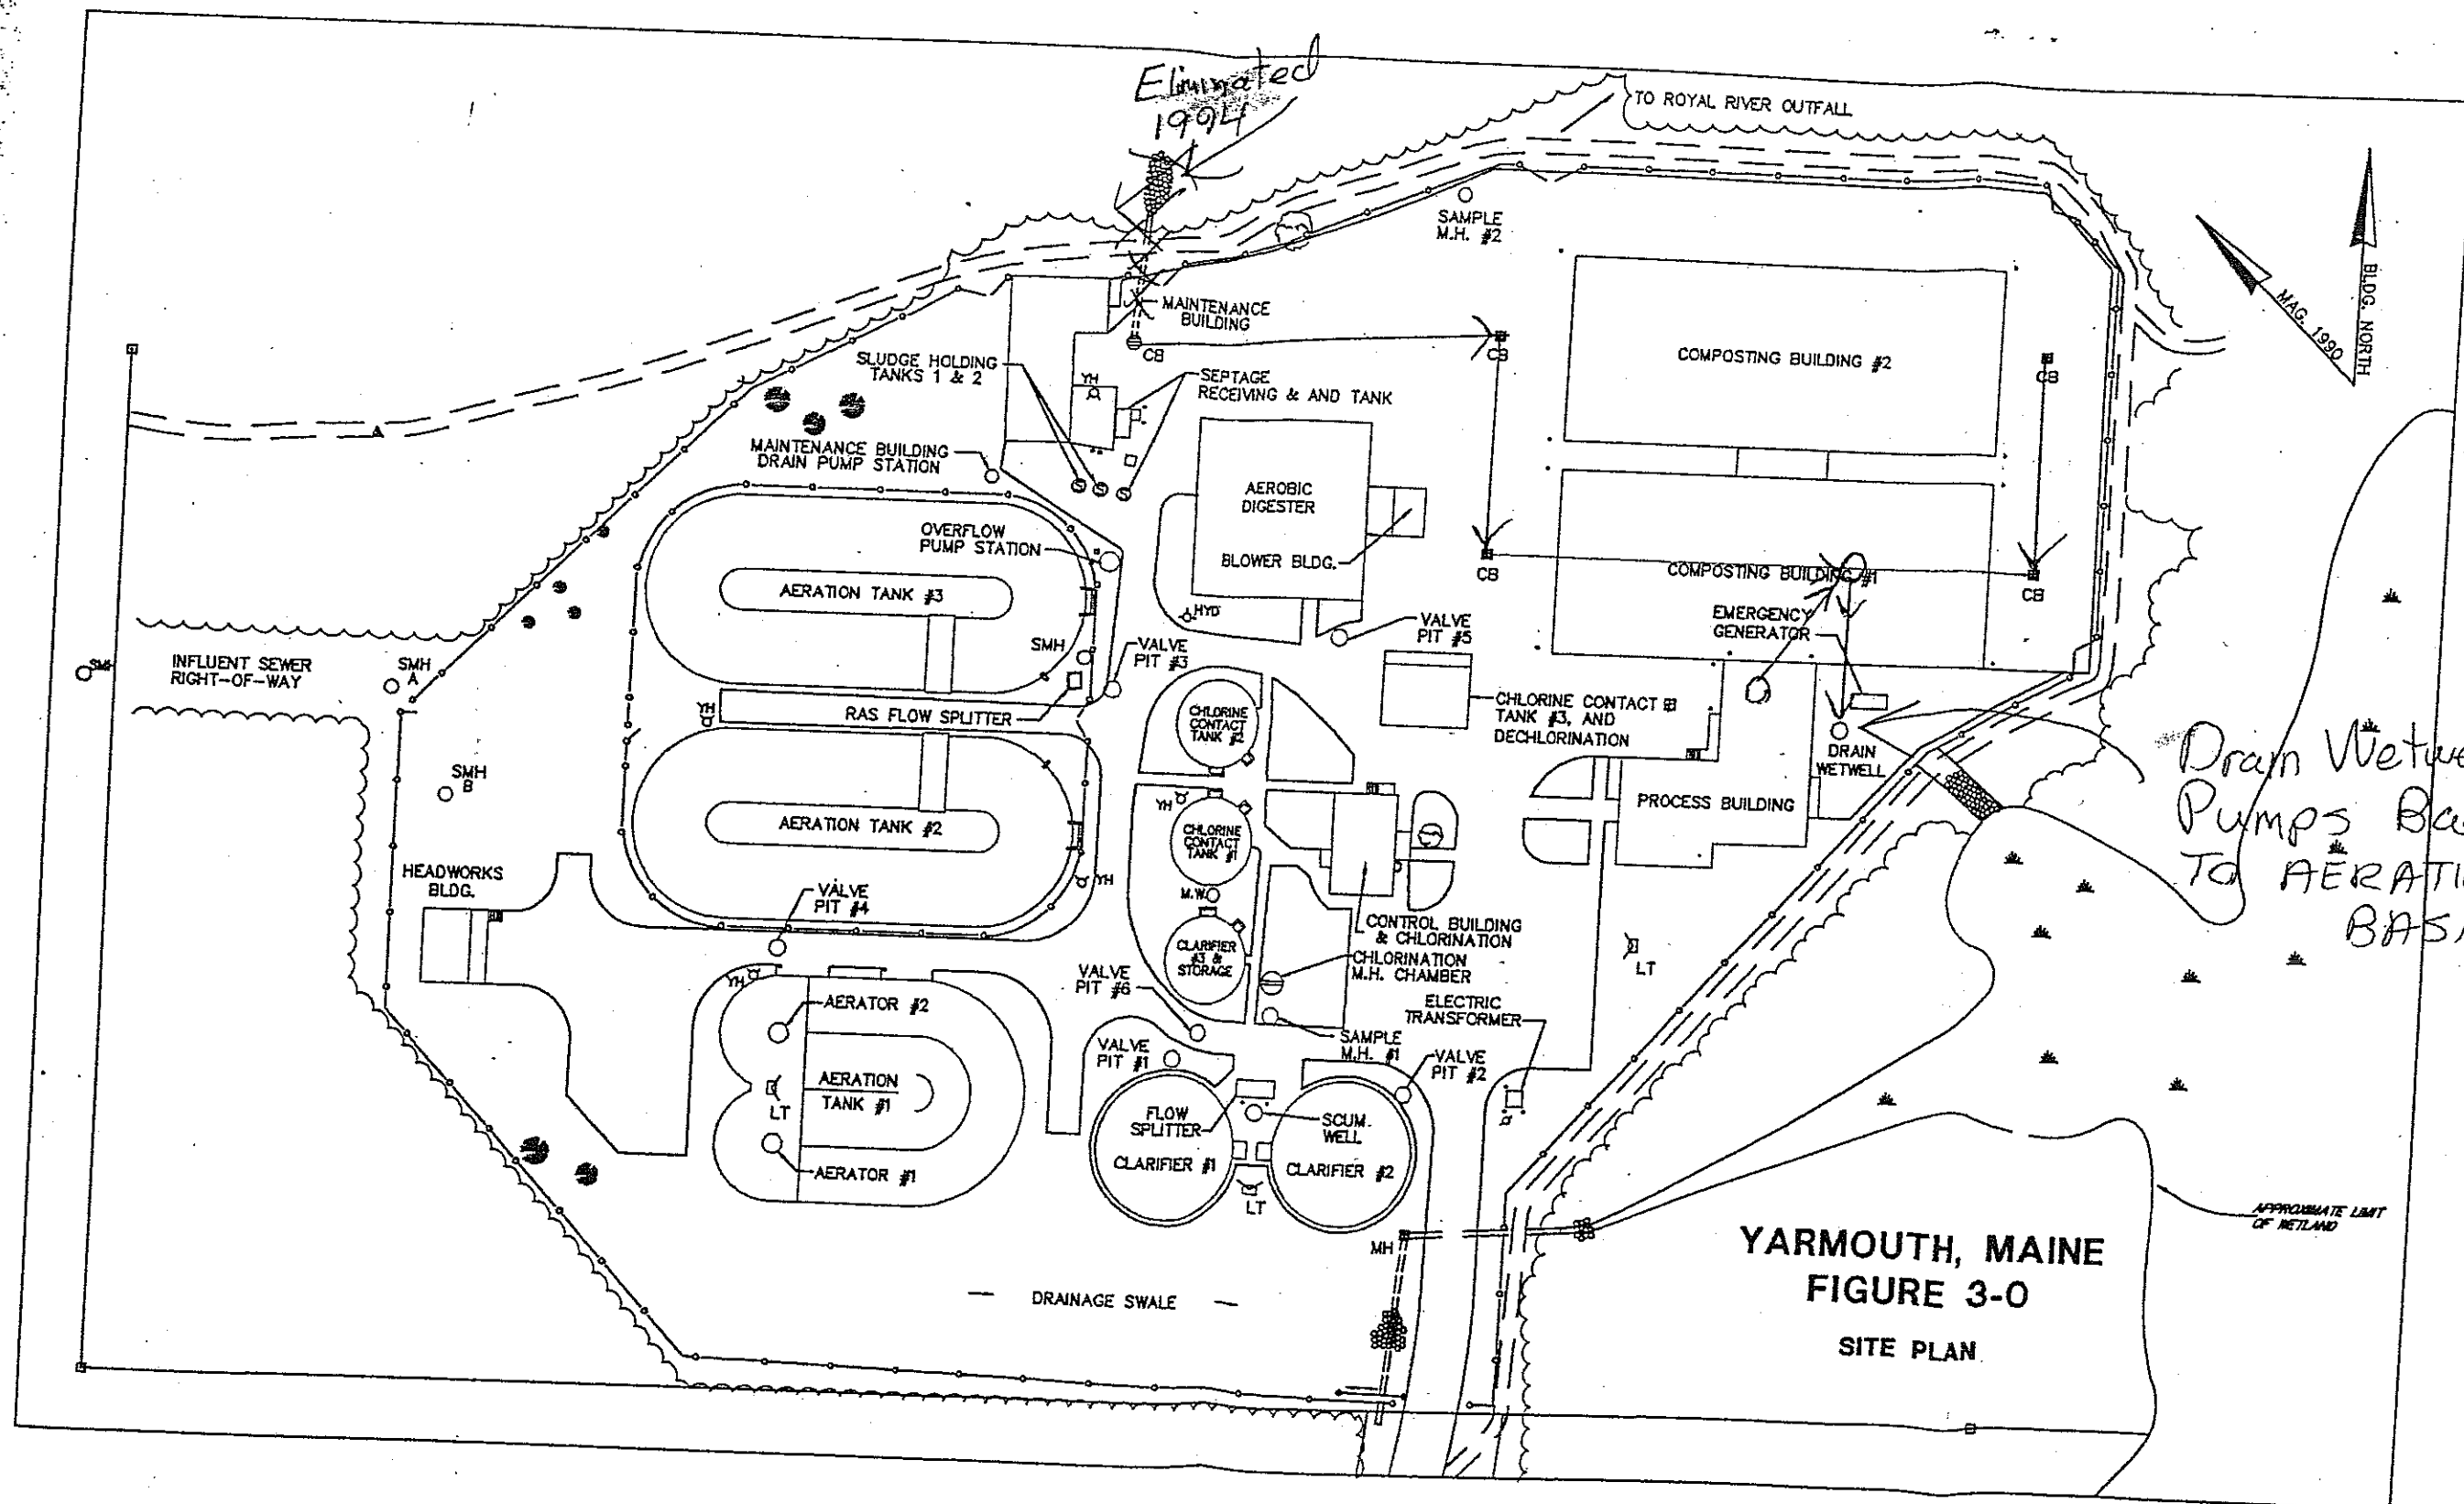 Eliminated
1994
TO ROYAL RIVER OUTFALL
SAMPLE
M.H. #2
MAG. 1990
BLDG. NORTH
MAINTENANCE
BUILDING
CB
CB
CB
COMPOSTING BUILDING #2
SLUDGE HOLDING
TANKS 1 & 2
YH
SEPTAGE
RECEIVING & AND TANK
MAINTENANCE BUILDING
DRAIN PUMP STATION
S
S
S
AEROBIC
DIGESTER
BLOWER BLDG.
OVERFLOW
PUMP STATION
CB
COMPOSTING BUILDING #1
CB
AERATION TANK #3
HYD
VALVE
PIT #5
EMERGENCY
GENERATOR
SMH
INFLUENT SEWER
RIGHT-OF-WAY
SMH
A
SMH
VALVE
PIT #3
YH
RAS FLOW SPLITTER
CHLORINE
CONTACT
TANK #2
CHLORINE CONTACT
TANK #3, AND
DECHLORINATION
DRAIN
WETWELL
Drain
Pumps
TO
SMH
B
AERATION TANK #2
YH
CHLORINE
CONTACT
TANK #1
PROCESS BUILDING
HEADWORKS
BLDG.
VALVE
PIT #4
YH
M.W.
CONTROL BUILDING
& CHLORINATION
CLARIFIER
#3 &
STORAGE
CHLORINATION
M.H. CHAMBER
LT
YH
AERATOR #2
VALVE
PIT #6
ELECTRIC
TRANSFORMER
SAMPLE
M.H. #1
VALVE
PIT #1
VALVE
PIT #2
AERATION
TANK #1
LT
FLOW
SPLITTER
SCUM
WELL
AERATOR #1
CLARIFIER #1
CLARIFIER #2
LT
APPROXIMATE LIMIT
OF WETLAND
MH
DRAINAGE SWALE
YARMOUTH, MAINE
FIGURE 3-0
SITE PLAN